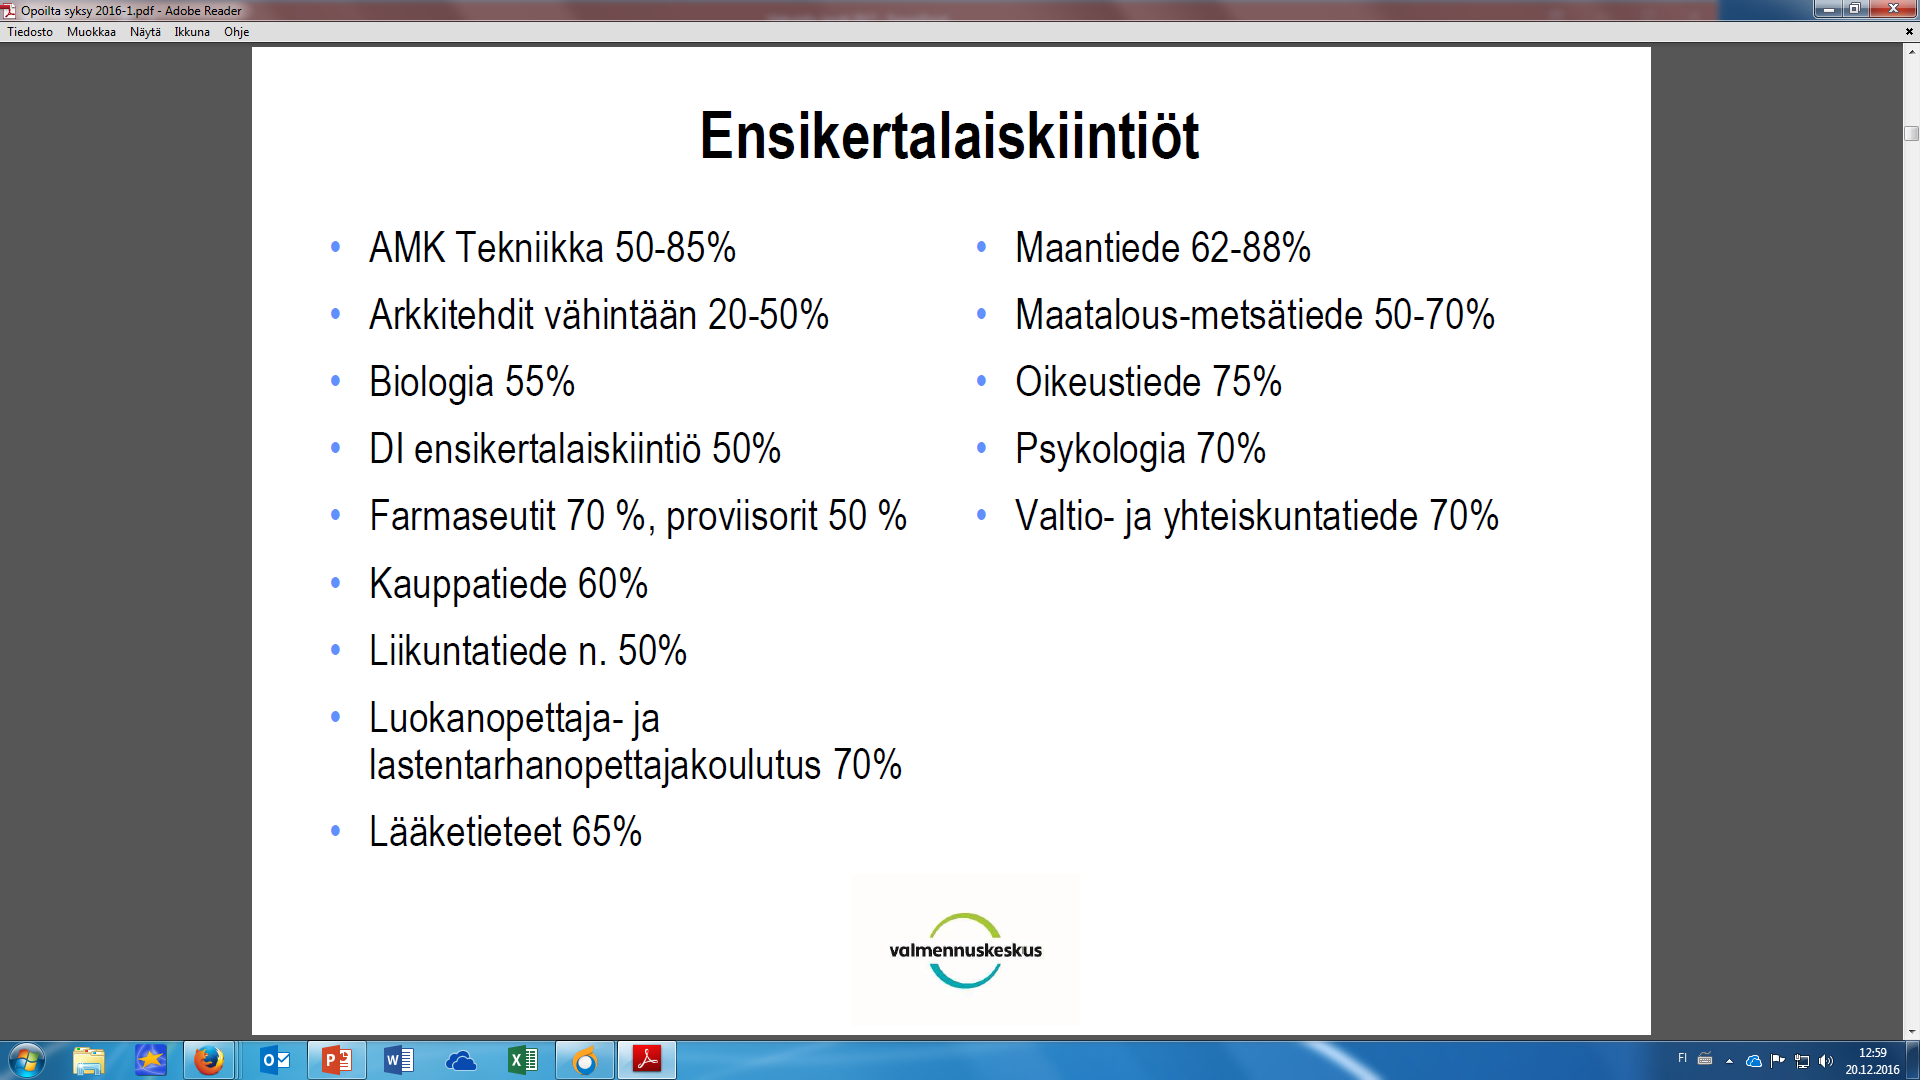 Opoilta syksy 2016-1.pdf - Adobe Reader
Tiedosto Muokkaa Näytä Ikkuna Ohje
Ensikertalaiskiintiöt
• AMK Tekniikka 50-85%
• Arkkitehdit vähintään 20-50%
• Biologia 55%
• DI ensikertalaiskiintiö 50%
• Farmaseutit 70 %, proviisorit 50 %
• Kauppatiede 60%
• Liikuntatiede n. 50%
• Luokanopettaja- ja
lastentarhanopettajakoulutus 70%
• Lääketieteet 65%
• Maantiede 62-88%
• Maatalous-metsätiede 50-70%
• Oikeustiede 75%
• Psykologia 70%
• Valtio- ja yhteiskuntatiede 70%
valmennuskeskus
FI
12:59
20.12.2016